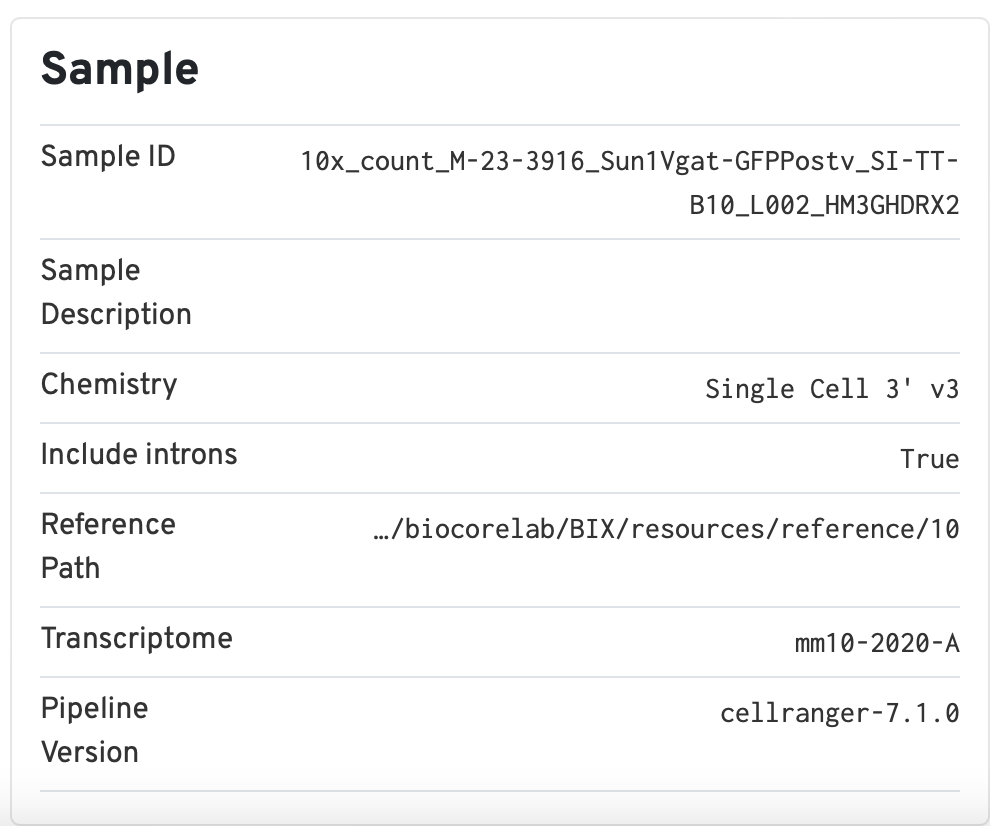 Sample
Sample ID 10x_count_M-23-3916_Sun1Vgat-GFPPostv_SI-TT-
B10_L002_HM3GHDRX2
Sample
Description
Chemistry Single Cell 3' v3
Include introns True
Reference …/biocorelab/BIX/resources/reference/10
Path
Transcriptome mm10-2020-A
Pipeline cellranger-7.1.0
Version